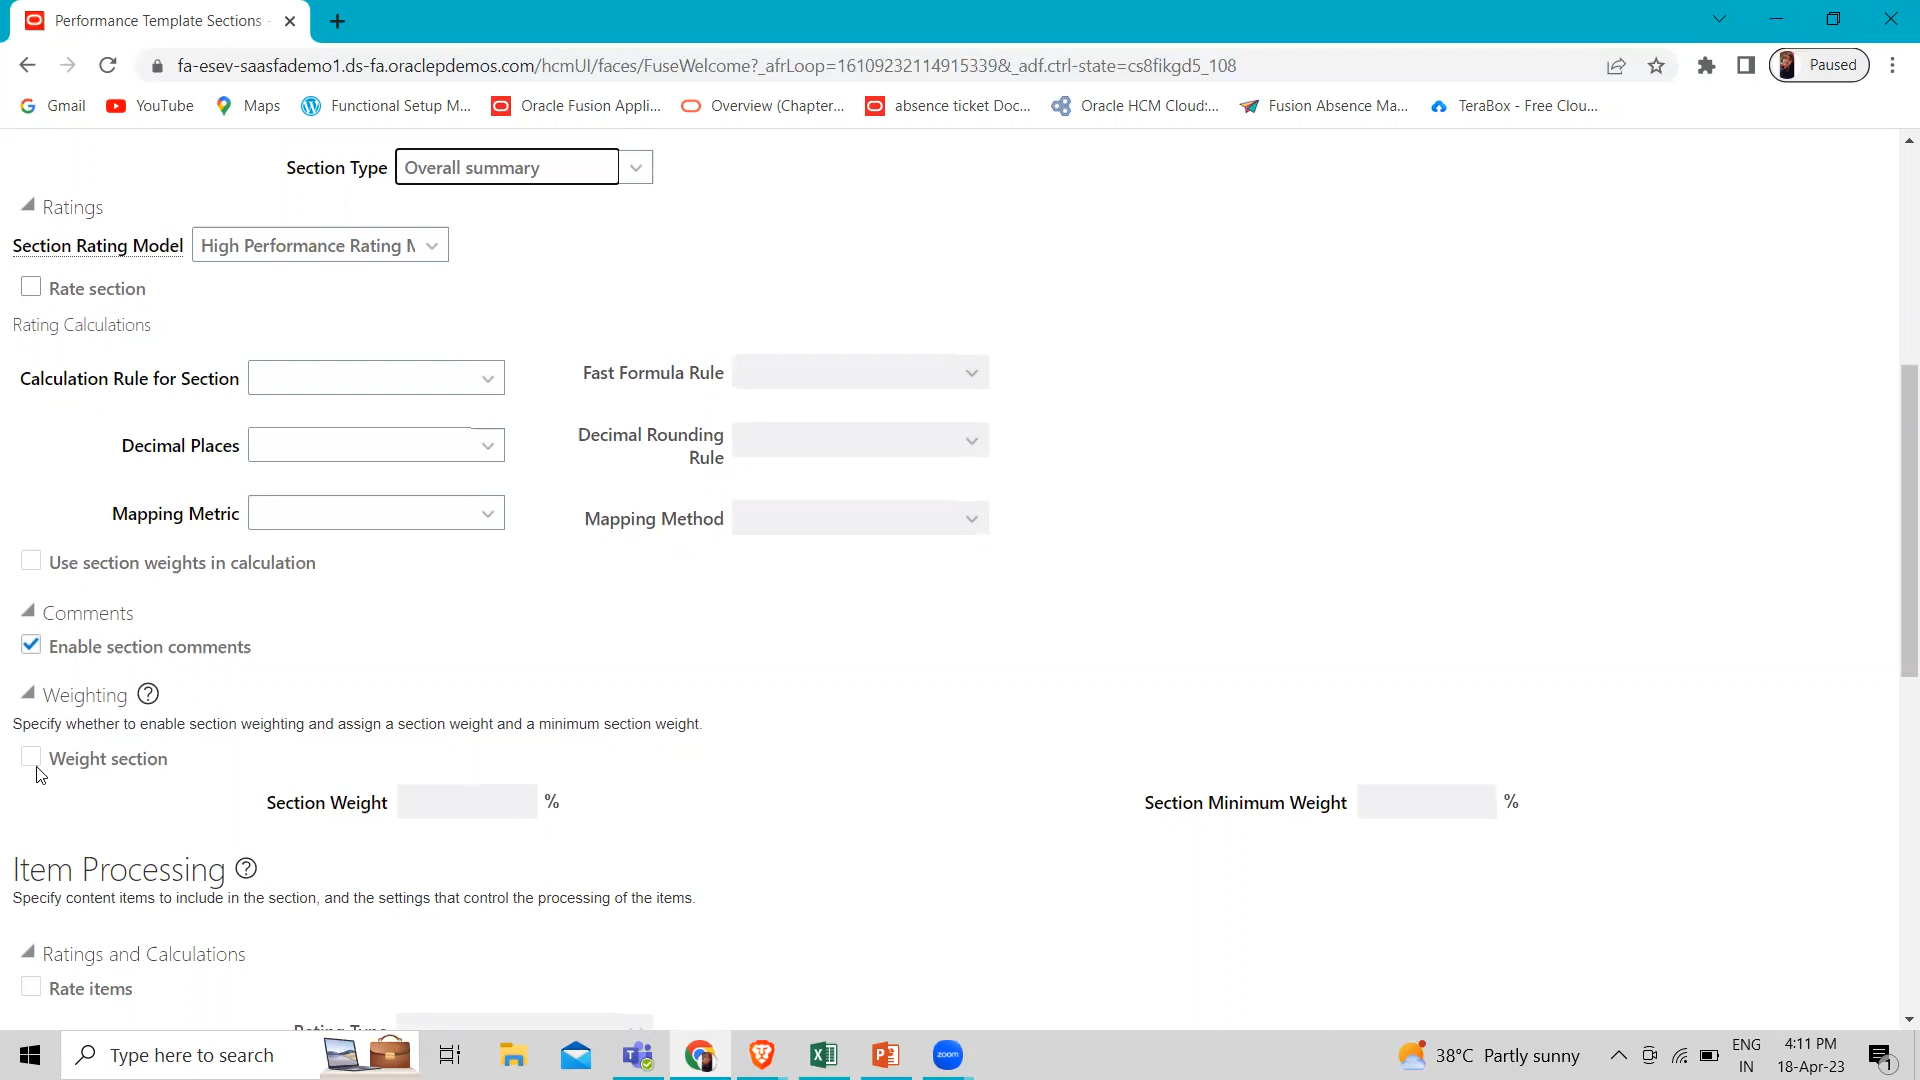 Performance Template Sections -
fa-esev-saasfademo1.ds-fa.oraclepdemos.com/hcmUI/faces/FuseWelcome?_afrLoop=16109232114915339&_adf.ctrl-state=cs8fikgd5_108
Paused
Gmail YouTube Maps Functional Setup M... Oracle Fusion Appli... Overview (Chapter... absence ticket Doc... Oracle HCM Cloud:... Fusion Absence Ma... TeraBox - Free Clou...
Section Type Overall summary
Ratings
Section Rating Model High Performance Rating
Rate section
Rating Calculations
Calculation Rule for Section Fast Formula Rule
Decimal Places Decimal Rounding
Rule
Mapping Metric Mapping Method
Use section weights in calculation
Comments
Enable section comments
Weighting ?
Specify whether to enable section weighting and assign a section weight and a minimum section weight.
Weight section
Section Weight % Section Minimum Weight %
Item Processing ?
Specify content items to include in the section, and the settings that control the processing of the items.
Ratings and Calculations
Rate items
Rating Type
Type here to search zoom 38°C Partly sunny ENG 4:11 PM
IN 18-Apr-23 1